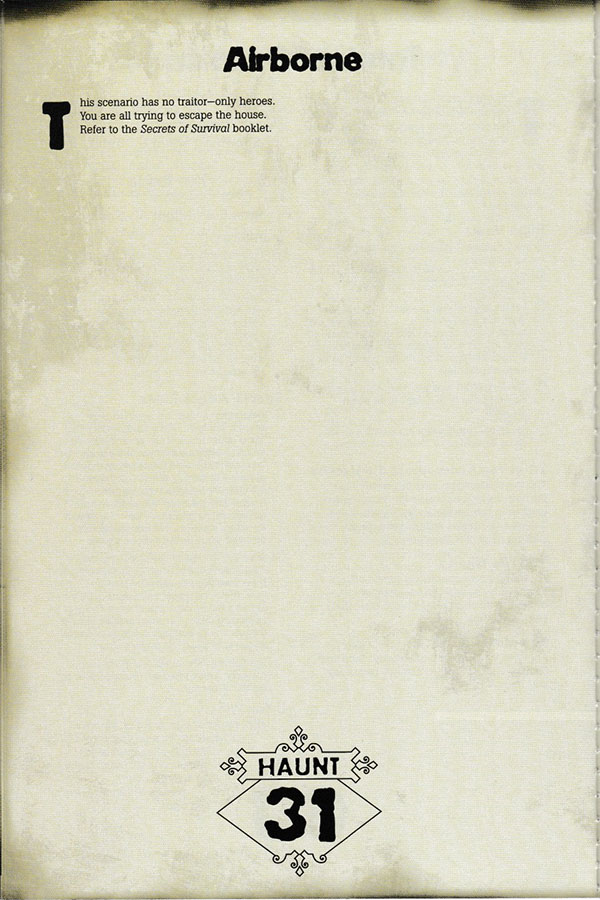 Airborne
This scenario has no traitor—only heroes.
You are all trying to escape the house.
Refer to the Secrets of Survival booklet.
HAUNT
31